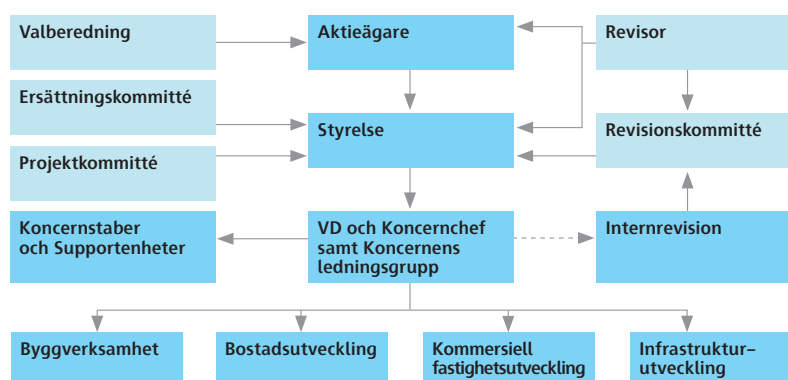 Valberedning
Aktieägare
Revisor
Ersättningskommitté
Styrelse
Revisionskommitté
Projektkommitté
Koncernstaber
och Supportenheter
VD och Koncernchef
samt Koncernens
ledningsgrupp
Internrevision
Byggverksamhet
Bostadsutveckling
Kommersiell
fastighetsutveckling
Infrastruktur-
utveckling